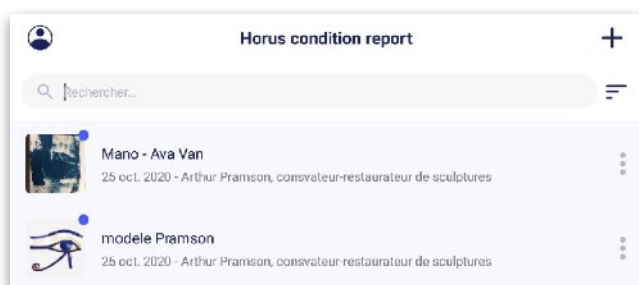 Horus condition report
Rechercher...
Mano - Ava Van
25 oct. 2020 - Arthur Pramson, consvateur-restaurateur de sculptures
modele Pramson
25 oct. 2020 - Arthur Pramson, consvateur-restaurateur de sculptures